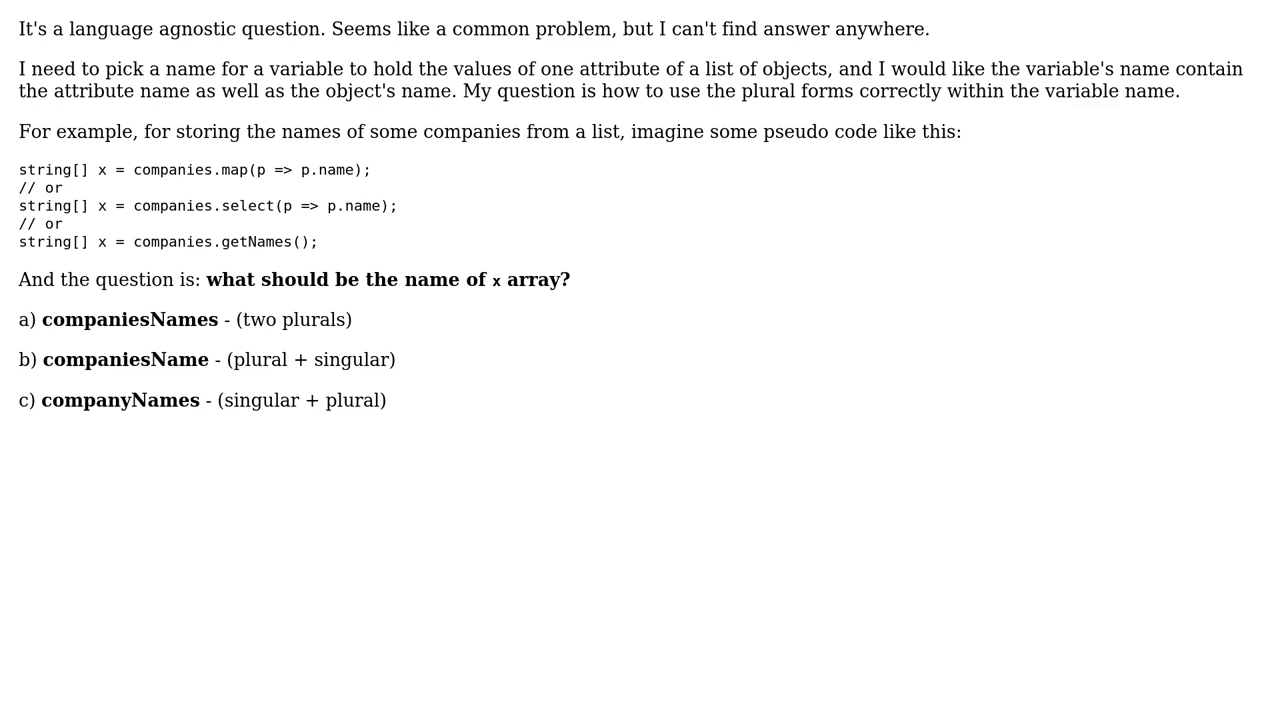 It's a language agnostic question. Seems like a common problem, but I can't find answer anywhere.
I need to pick a name for a variable to hold the values of one attribute of a list of objects, and I would like the variable's name contain
the attribute name as well as the object's name. My question is how to use the plural forms correctly within the variable name.
For example, for storing the names of some companies from a list, imagine some pseudo code like this:
string[] x = companies.map(p => p.name);
// or
string[] x = companies.select(p => p.name);
// or
string[] x = companies.getNames();
And the question is: what should be the name of x array?
a) companiesNames - (two plurals)
b) companiesName - (plural + singular)
c) companyNames - (singular + plural)